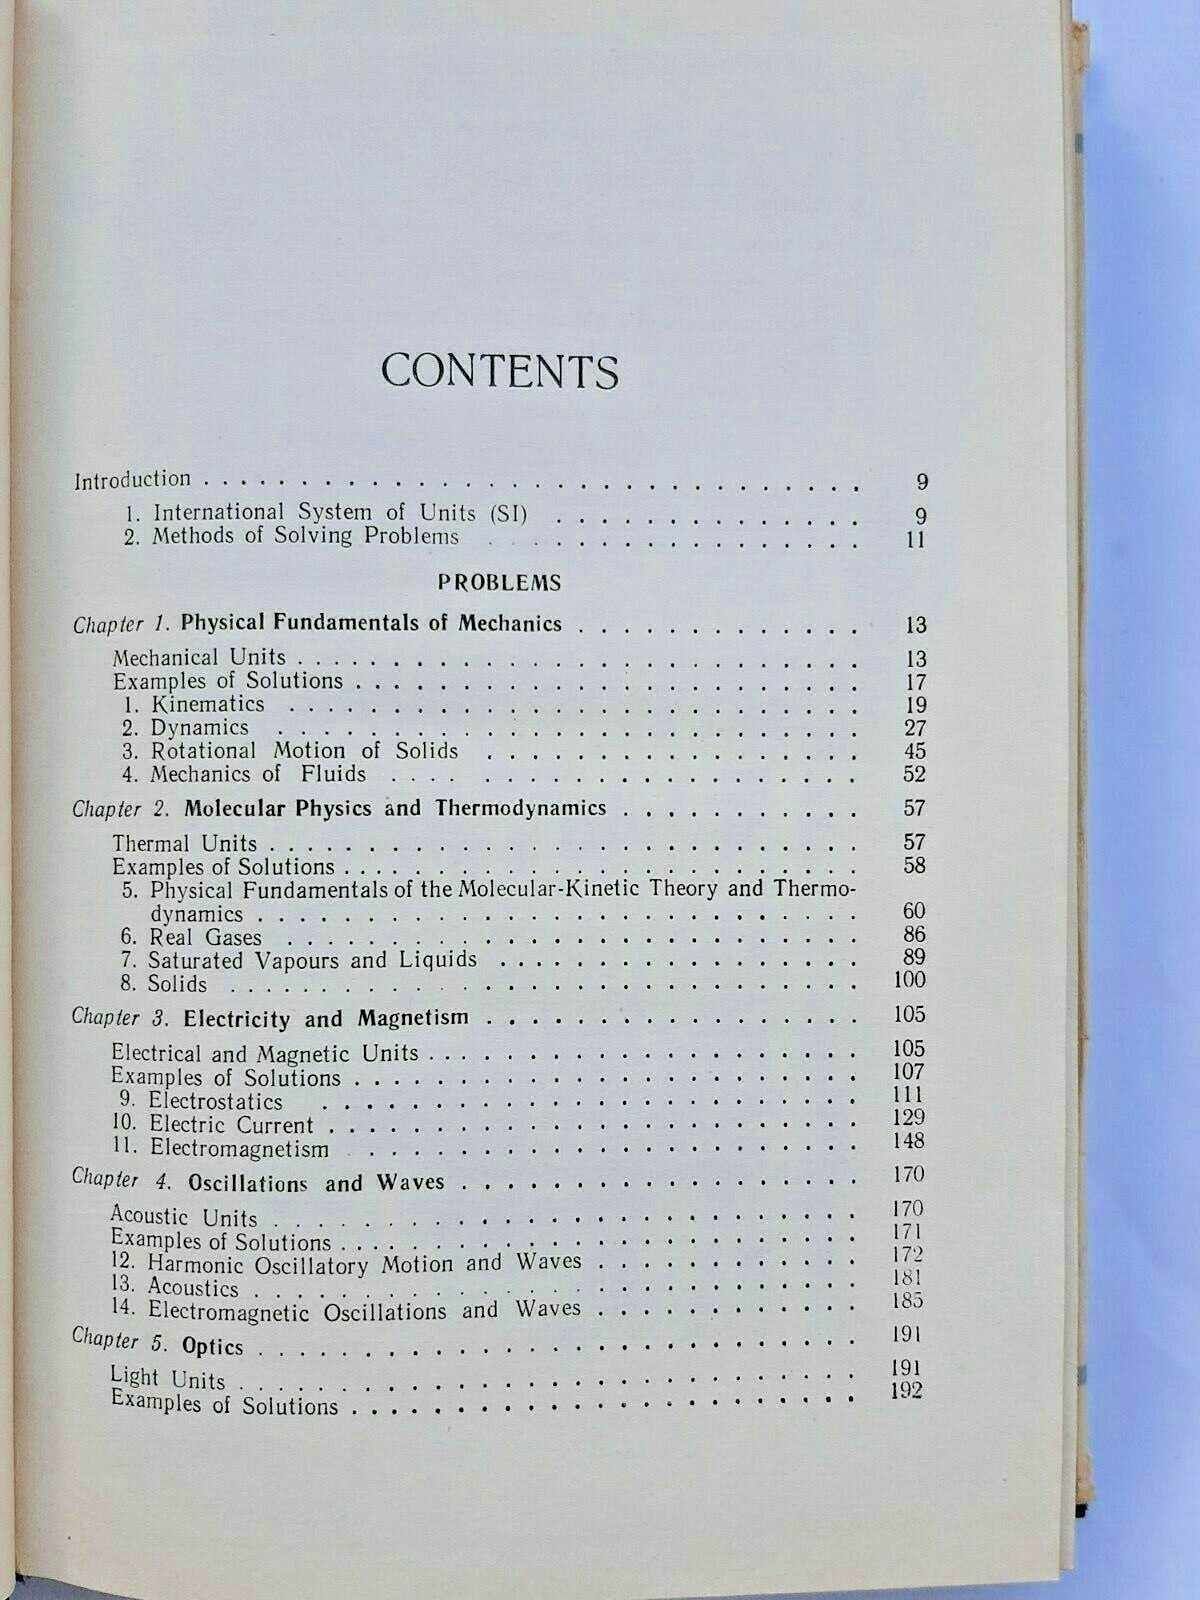 CONTENTS
Introduction . . . . . . . . . . . . . . . . . . . . . . . . . . . . . 9
1. International System of Units (SI) . . . . . . . . . . . . . . 9
2. Methods of Solving Problems . . . . . . . . . . . . . . . . . 11
PROBLEMS
Chapter 1. Physical Fundamentals of Mechanics . . . . . . . . . . . . . 13
Mechanical Units . . . . . . . . . . . . . . . . . . . . . . . . 13
Examples of Solutions . . . . . . . . . . . . . . . . . . . . . . 17
1. Kinematics . . . . . . . . . . . . . . . . . . . . . . . . . 19
2. Dynamics . . . . . . . . . . . . . . . . . . . . . . . . . 27
3. Rotational Motion of Solids . . . . . . . . . . . . . . . . . 45
4. Mechanics of Fluids . . . . . . . . . . . . . . . . . . . . . 52
Chapter 2. Molecular Physics and Thermodynamics . . . . . . . . . . . 57
Thermal Units . . . . . . . . . . . . . . . . . . . . . . . . . 57
Examples of Solutions . . . . . . . . . . . . . . . . . . . . . . 58
5. Physical Fundamentals of the Molecular-Kinetic Theory and Thermo-
dynamics . . . . . . . . . . . . . . . . . . . . . . . . . . 60
6. Real Gases . . . . . . . . . . . . . . . . . . . . . . . . . 86
7. Saturated Vapours and Liquids . . . . . . . . . . . . . . . . 89
8. Solids . . . . . . . . . . . . . . . . . . . . . . . . . . . 100
Chapter 3. Electricity and Magnetism . . . . . . . . . . . . . . . . . 105
Electrical and Magnetic Units . . . . . . . . . . . . . . . . . . . 105
Examples of Solutions . . . . . . . . . . . . . . . . . . . . . . 107
9. Electrostatics . . . . . . . . . . . . . . . . . . . . . . . 111
10. Electric Current . . . . . . . . . . . . . . . . . . . . . . . 129
11. Electromagnetism . . . . . . . . . . . . . . . . . . . . . . 148
Chapter 4. Oscillations and Waves . . . . . . . . . . . . . . . . . . 170
Acoustic Units . . . . . . . . . . . . . . . . . . . . . . . . . 170
Examples of Solutions . . . . . . . . . . . . . . . . . . . . . . 171
12. Harmonic Oscillatory Motion and Waves . . . . . . . . . . . . 172
13. Acoustics . . . . . . . . . . . . . . . . . . . . . . . . . . 181
14. Electromagnetic Oscillations and Waves . . . . . . . . . . . . 185
Chapter 5. Optics . . . . . . . . . . . . . . . . . . . . . . . . . . 191
Light Units . . . . . . . . . . . . . . . . . . . . . . . . . . . 191
Examples of Solutions . . . . . . . . . . . . . . . . . . . . . . 192